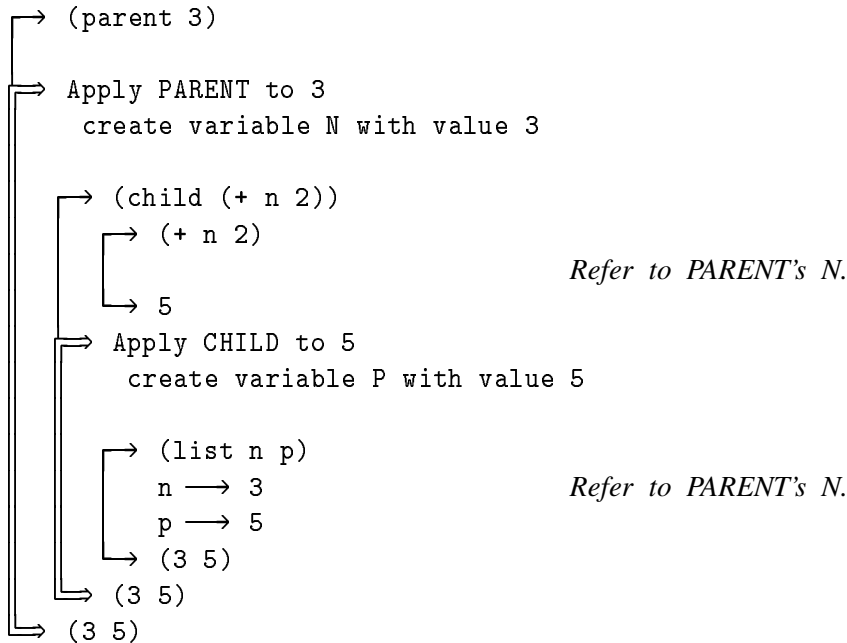 (parent 3)
Apply PARENT to 3
create variable N with value 3
(child (+ n 2))
(+ n 2)
Refer to PARENT's N.
5
Apply CHILD to 5
create variable P with value 5
(list n p)
n → 3 Refer to PARENT's N.
p → 5
(3 5)
(3 5)
(3 5)